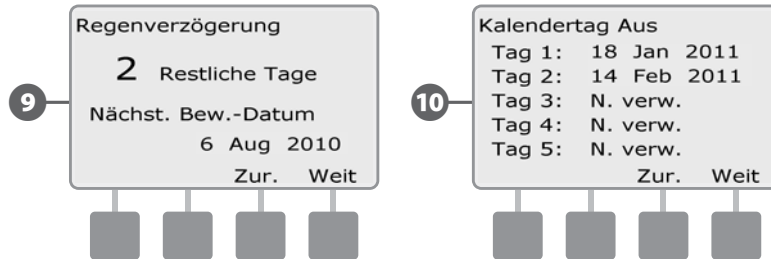 9
Regenverzögerung
2 Restliche Tage
Nächst. Bew.-Datum
6 Aug 2010
Zur. Weit
10
Kalendertag Aus
Tag 1: 18 Jan 2011
Tag 2: 14 Feb 2011
Tag 3: N. verw.
Tag 4: N. verw.
Tag 5: N. verw.
Zur. Weit